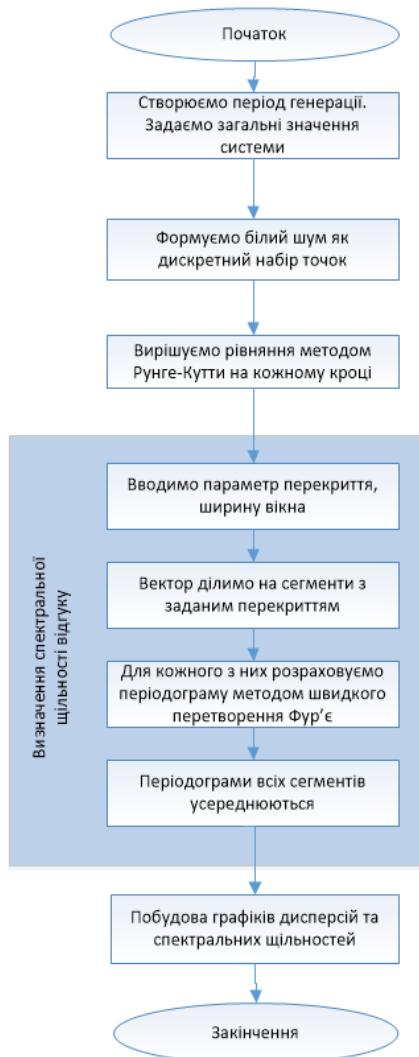 Початок
Створюємо період генерації.
Задаємо загальні значення
системи
Формуємо білий шум як
дискретний набір точок
Вирішуємо рівняння методом
Рунге-Кутти на кожному кроці
Визначення спектральної
щільності відгуку
Вводимо параметр перекриття,
ширину вікна
Вектор ділимо на сегменти з
заданим перекриттям
Для кожного з них розраховуємо
періодограму методом швидкого
перетворення Фур’є
Періодограми всіх сегментів
усереднюються
Побудова графіків дисперсій та
спектральних щільностей
Закінчення